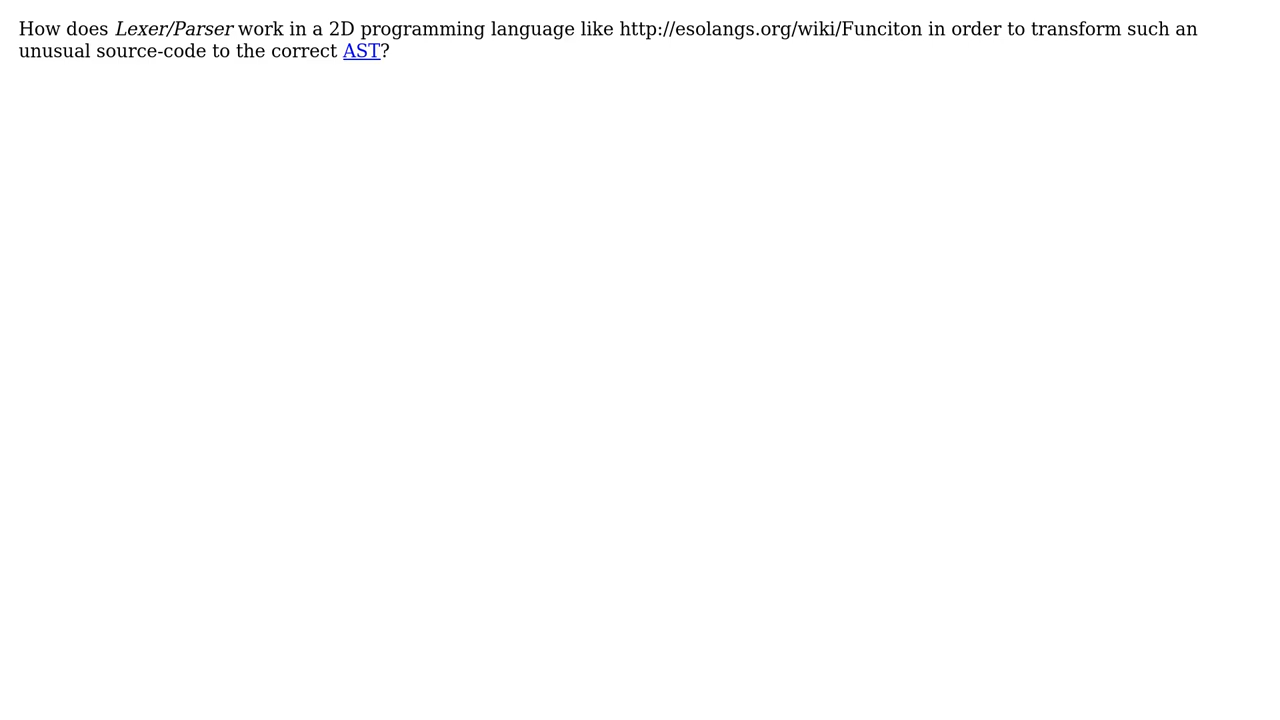 How does Lexer/Parser work in a 2D programming language like http://esolangs.org/wiki/Funciton in order to transform such an
unusual source-code to the correct AST?